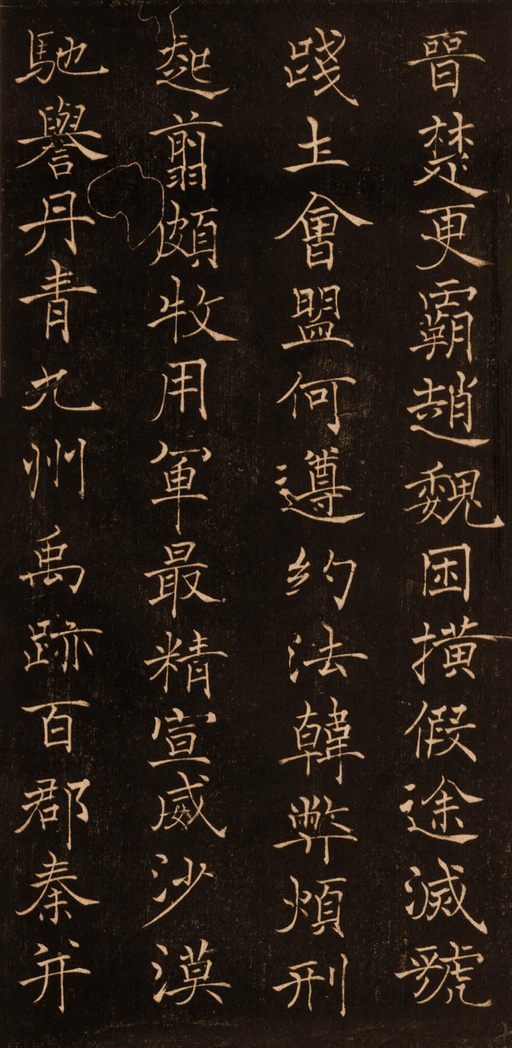 晉楚更霸趙魏困橫假途滅虢
踐土會盟何遵約法韓弊煩刑
起翦頗牧用軍最精宣威沙漠
馳譽丹青九州禹跡百郡秦并